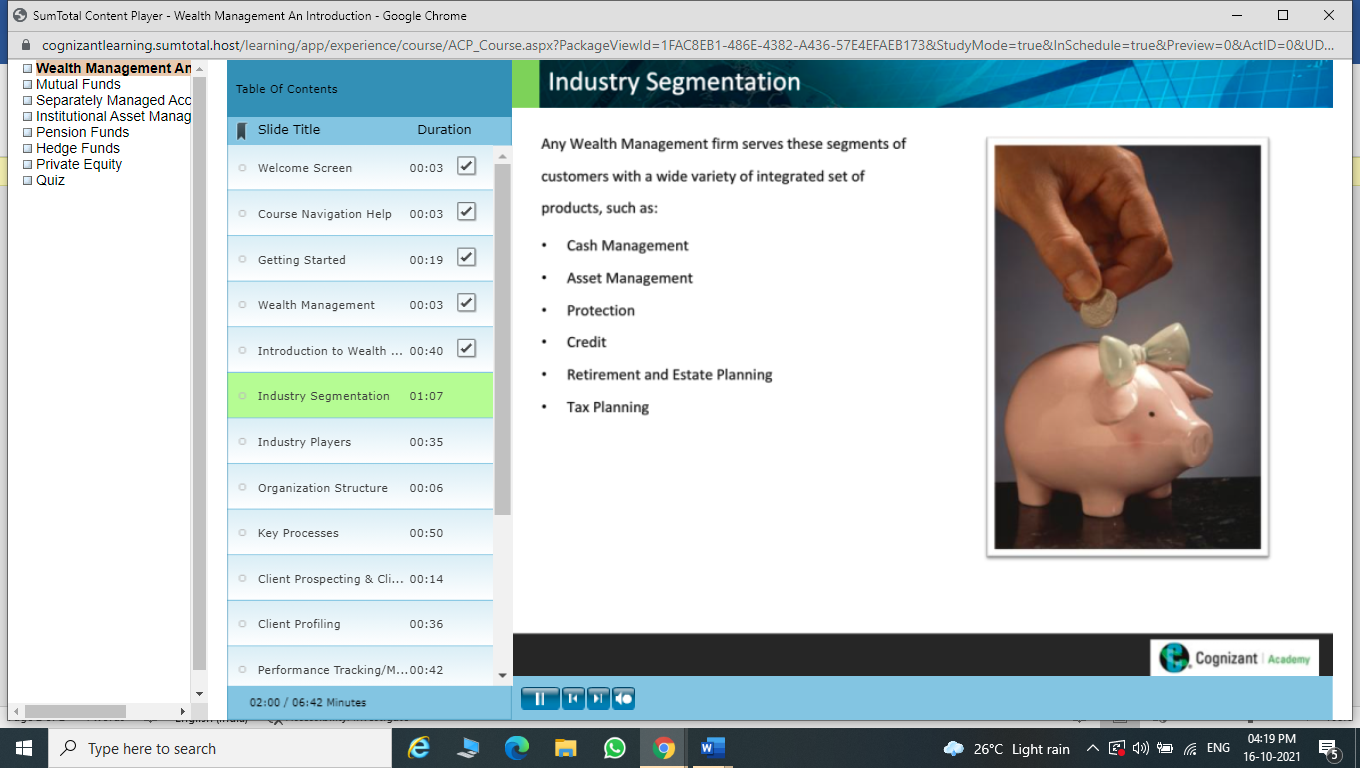 SumTotal Content Player - Wealth Management An Introduction - Google Chrome
cognizantlearning.sumtotal.host/learning/app/experience/course/ACP_Course.aspx?PackageViewId=1FAC8EB1-486E-4382-A436-57E4EFAEB173&StudyMode=true&InSchedule=true&Preview=0&ActID=0&UD...
Wealth Management An
Mutual Funds
Separately Managed Acc
Institutional Asset Manag
Pension Funds
Hedge Funds
Private Equity
Quiz
Table Of Contents
Slide Title Duration
Welcome Screen 00:03
Course Navigation Help 00:03
Getting Started 00:19
Wealth Management 00:03
Introduction to Wealth ... 00:40
Industry Segmentation 01:07
Industry Players 00:35
Organization Structure 00:06
Key Processes 00:50
Client Prospecting & Cli... 00:14
Client Profiling 00:36
Performance Tracking/M... 00:42
02:00 / 06:42 Minutes
Industry Segmentation
Any Wealth Management firm serves these segments of
customers with a wide variety of integrated set of
products, such as:
• Cash Management
• Asset Management
• Protection
• Credit
• Retirement and Estate Planning
• Tax Planning
Cognizant | Academy
Type here to search
26°C Light rain
ENG
04:19 PM
16-10-2021
5